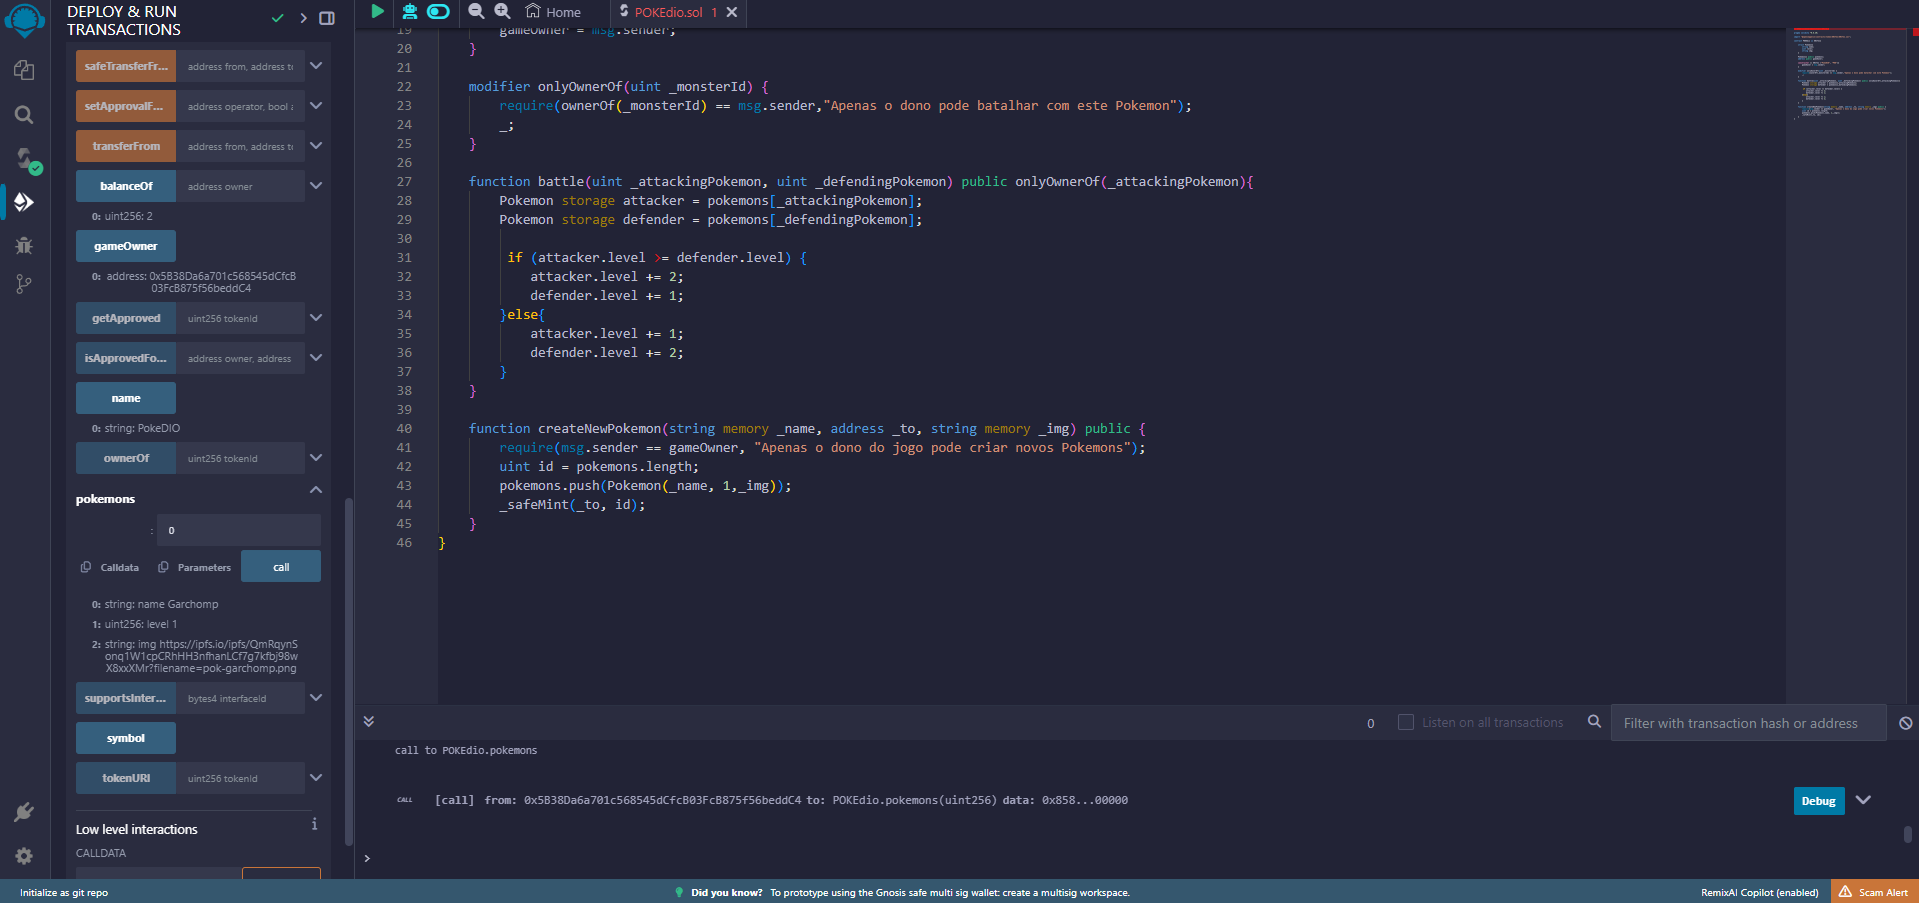 DEPLOY & RUN
TRANSACTIONS
safeTransferFr... address from, address to
setApprovalF... address operator, bool a
transferFrom address from, address to
balanceOf address owner
0: uint256: 2
gameOwner
0: address: 0x5B38Da6a701c568545dCfcB
03FcB875f56beddC4
getApproved uint256 tokenId
isApprovedFo... address owner, address
name
0: string: PokeDIO
ownerOf uint256 tokenId
pokemons
: 0
Calldata Parameters call
0: string: name Garchomp
1: uint256: level 1
2: string: img https://ipfs.io/ipfs/QmRqynS
onq1W1cpCRhHH3nfhanLCf7g7kfbj98w
X8xxXMr?filename=pok-garchomp.png
supportsInter... bytes4 interfaceId
symbol
tokenURI uint256 tokenId
Low level interactions i
CALLDATA
Home POKEdio.sol 1
19 gameOwner = msg.sender;
20 }
21
22 modifier onlyOwnerOf(uint _monsterId) {
23 require(ownerOf(_monsterId) == msg.sender,"Apenas o dono pode batalhar com este Pokemon");
24 _;
25 }
26
27 function battle(uint _attackingPokemon, uint _defendingPokemon) public onlyOwnerOf(_attackingPokemon){
28 Pokemon storage attacker = pokemons[_attackingPokemon];
29 Pokemon storage defender = pokemons[_defendingPokemon];
30
31 if (attacker.level >= defender.level) {
32 attacker.level += 2;
33 defender.level += 1;
34 }else{
35 attacker.level += 1;
36 defender.level += 2;
37 }
38 }
39
40 function createNewPokemon(string memory _name, address _to, string memory _img) public {
41 require(msg.sender == gameOwner, "Apenas o dono do jogo pode criar novos Pokemons");
42 uint id = pokemons.length;
43 pokemons.push(Pokemon(_name, 1,_img));
44 _safeMint(_to, id);
45 }
46 }
0 Listen on all transactions Filter with transaction hash or address
call to POKEdio.pokemons
CALL [call] from: 0x5B38Da6a701c568545dCfcB03FcB875f56beddC4 to: POKEdio.pokemons(uint256) data: 0x858...00000 Debug
>
Initialize as git repo Did you know? To prototype using the Gnosis safe multi sig wallet: create a multisig workspace. RemixAI Copilot (enabled) Scam Alert